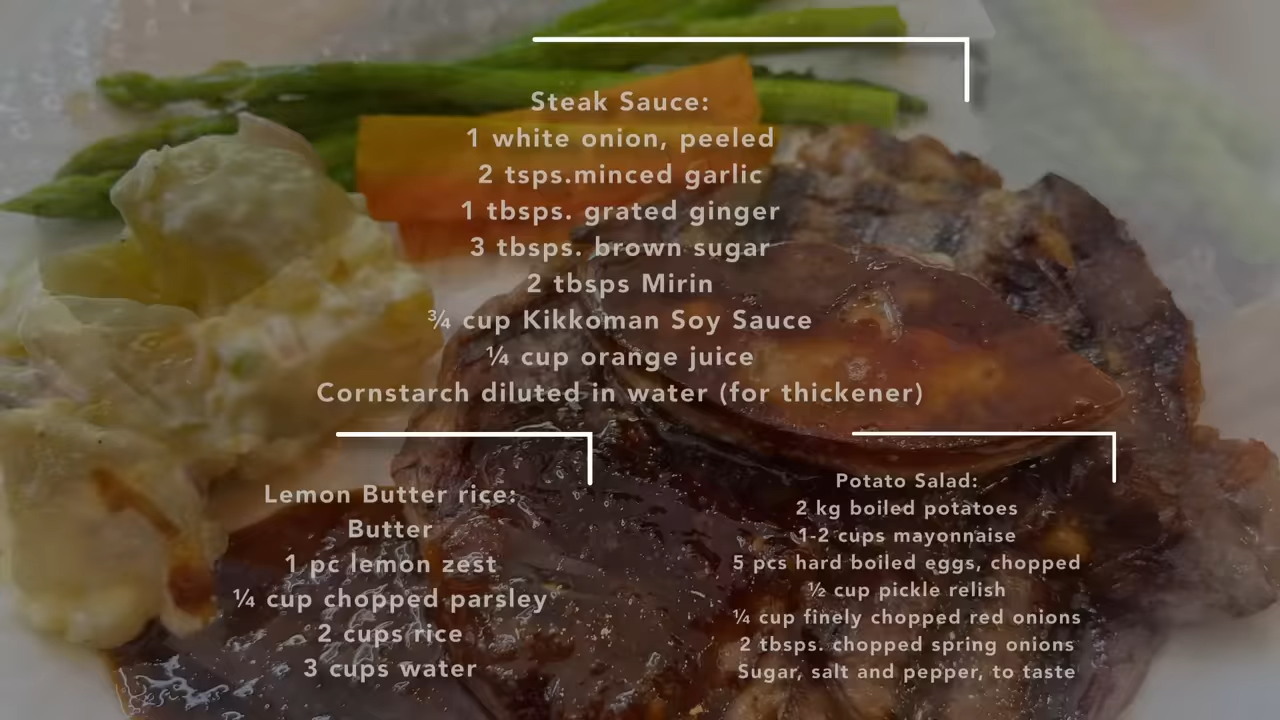 Steak Sauce:
1 white onion, peeled
2 tsps.minced garlic
1 tbsps. grated ginger
3 tbsps. brown sugar
2 tbsps Mirin
¾ cup Kikkoman Soy Sauce
¼ cup orange juice
Cornstarch diluted in water (for thickener)
Lemon Butter rice:
Butter
1 pc lemon zest
¼ cup chopped parsley
2 cups rice
3 cups water
Potato Salad:
2 kg boiled potatoes
1-2 cups mayonnaise
5 pcs hard boiled eggs, chopped
½ cup pickle relish
¼ cup finely chopped red onions
2 tbsps. chopped spring onions
Sugar, salt and pepper, to taste